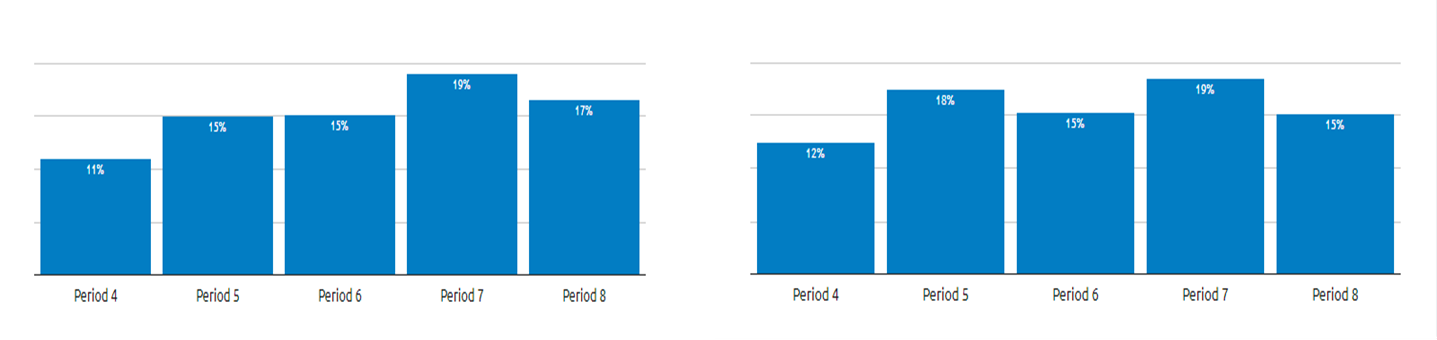 11%
15%
15%
19%
17%
Period 4
Period 5
Period 6
Period 7
Period 8
12%
18%
15%
19%
15%
Period 4
Period 5
Period 6
Period 7
Period 8